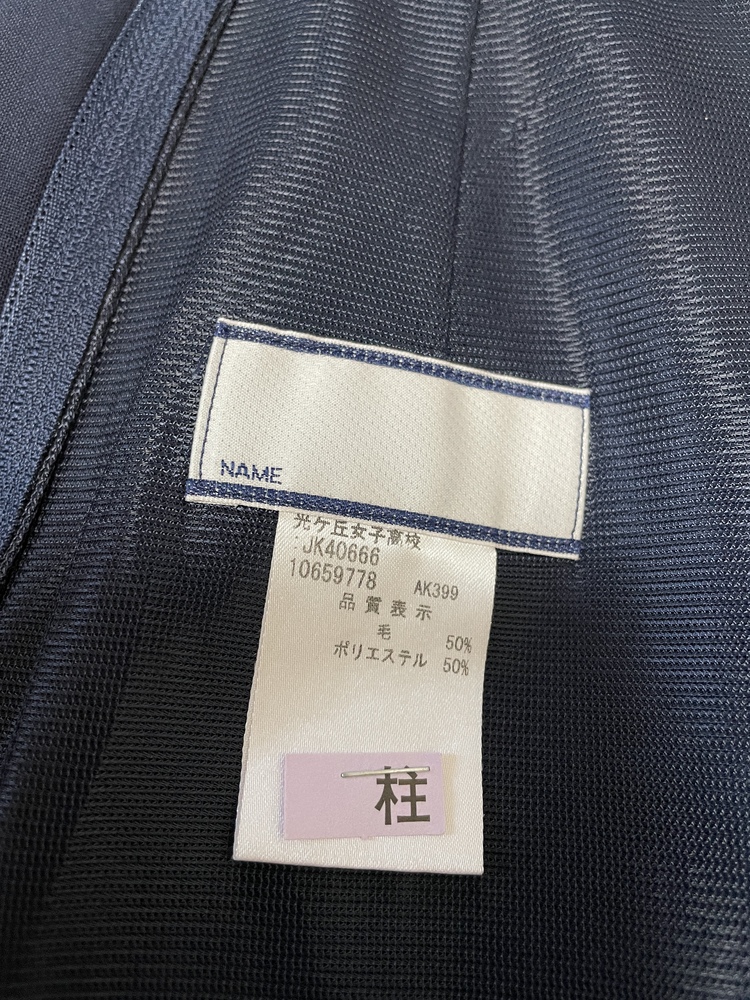 NAME
光ケ丘女子高校
:JK40666
10659778 AK399
品質表示
毛 50%
ポリエステル 50%
柱